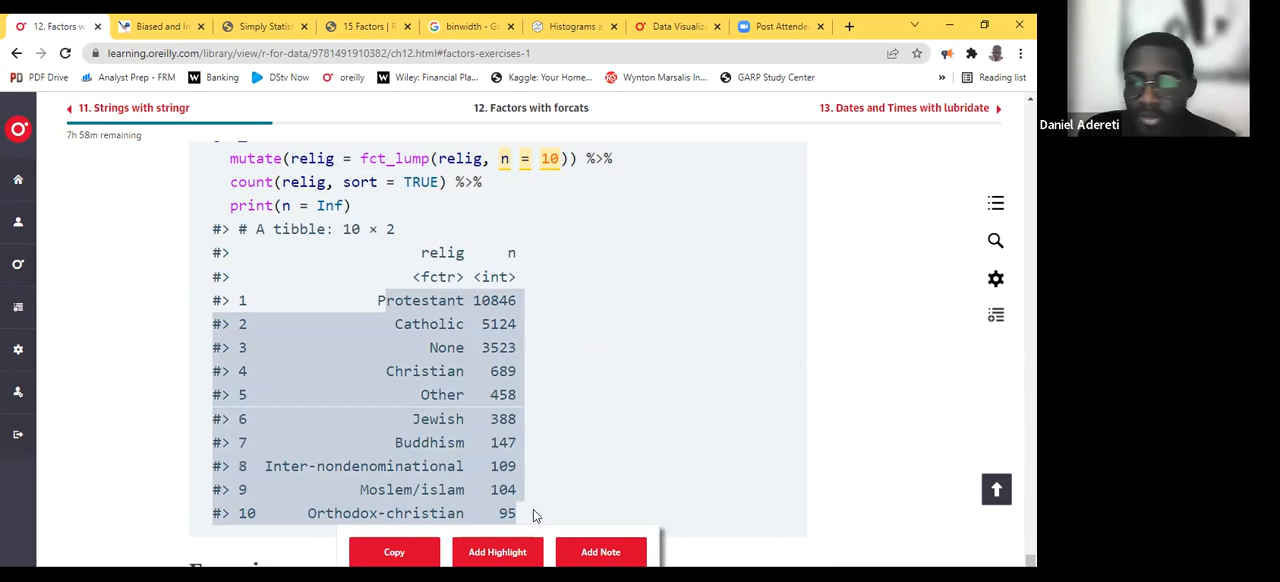 12. Factors w
Biased and In
Simply Statist
15 Factors | R
binwidth - Go
Histograms a
Data Visualiz
Post Attende
learning.oreilly.com/library/view/r-for-data/9781491910382/ch12.html#factors-exercises-1
PDF Drive
Analyst Prep - FRM
Banking
DStv Now
oreilly
Wiley: Financial Pla...
Kaggle: Your Home...
Wynton Marsalis In...
GARP Study Center
»
Reading list
11. Strings with stringr
12. Factors with forcats
13. Dates and Times with lubridate
7h 58m remaining
mutate(relig = fct_lump(relig, n = 10)) %>%
count(relig, sort = TRUE) %>%
print(n = Inf)
#> # A tibble: 10 × 2
#> relig n
#> <fctr> <int>
#> 1 Protestant 10846
#> 2 Catholic 5124
#> 3 None 3523
#> 4 Christian 689
#> 5 Other 458
#> 6 Jewish 388
#> 7 Buddhism 147
#> 8 Inter-nondenominational 109
#> 9 Moslem/islam 104
#> 10 Orthodox-christian 95
Copy
Add Highlight
Add Note
Daniel Adereti